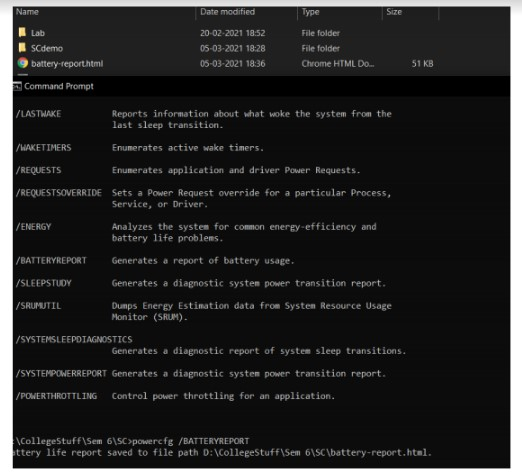 Name Date modified Type Size
Lab 20-02-2021 18:52 File folder
SCdemo 05-03-2021 18:28 File folder
battery-report.html 05-03-2021 18:36 Chrome HTML Do... 51 KB
Command Prompt
/LASTWAKE Reports information about what woke the system from the
last sleep transition.
/WAKETIMERS Enumerates active wake timers.
/REQUESTS Enumerates application and driver Power Requests.
/REQUESTSOVERRIDE Sets a Power Request override for a particular Process,
Service, or Driver.
/ENERGY Analyzes the system for common energy-efficiency and
battery life problems.
/BATTERYREPORT Generates a report of battery usage.
/SLEEPSTUDY Generates a diagnostic system power transition report.
/SRUMUTIL Dumps Energy Estimation data from System Resource Usage
Monitor (SRUM).
/SYSTEMSLEEPDIAGNOSTICS
Generates a diagnostic report of system sleep transitions.
/SYSTEMPOWERREPORT Generates a diagnostic system power transition report.
/POWERTHROTTLING Control power throttling for an application.
:\CollegeStuff\Sem 6\SC>powercfg /BATTERYREPORT
attery life report saved to file path D:\CollegeStuff\Sem 6\SC\battery-report.html.